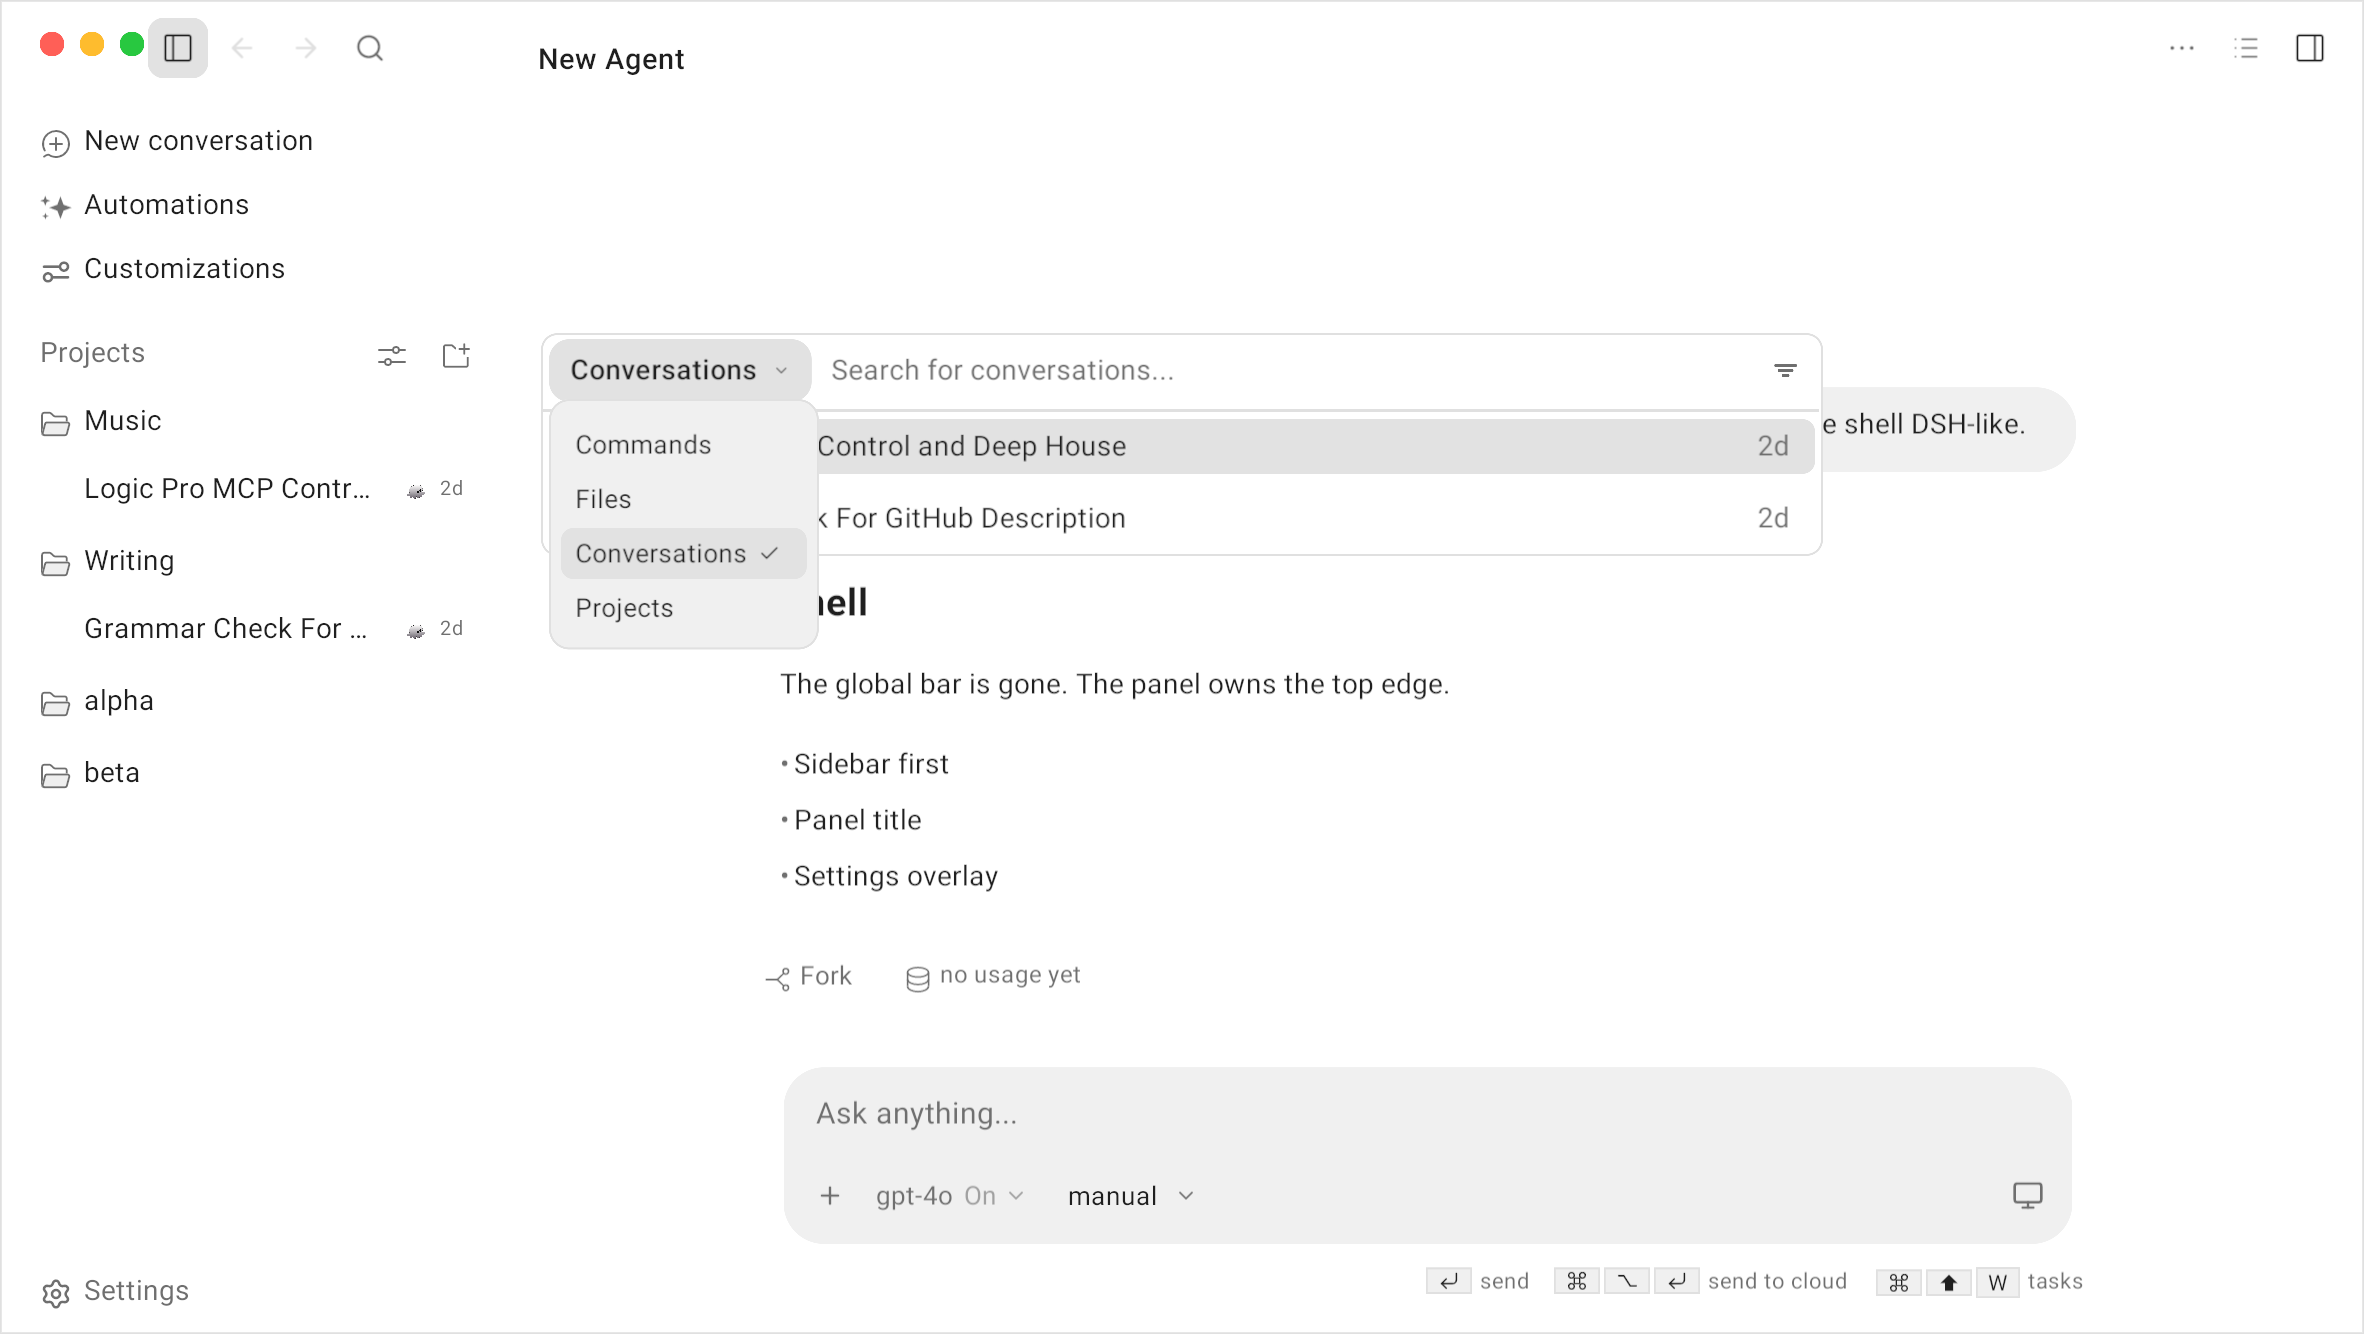 New Agent
New conversation
Automations
Customizations
Projects
Music
Logic Pro MCP Contr... 2d
Writing
Grammar Check For ... 2d
alpha
beta
Settings
Conversations
Search for conversations...
Commands
Files
Conversations
Projects
Control and Deep House 2d
k For GitHub Description 2d
e shell DSH-like.
ell
The global bar is gone. The panel owns the top edge.
• Sidebar first
• Panel title
• Settings overlay
Fork
no usage yet
Ask anything...
gpt-4o On
manual
send
⌘ ⌥ send to cloud
⌘ W tasks